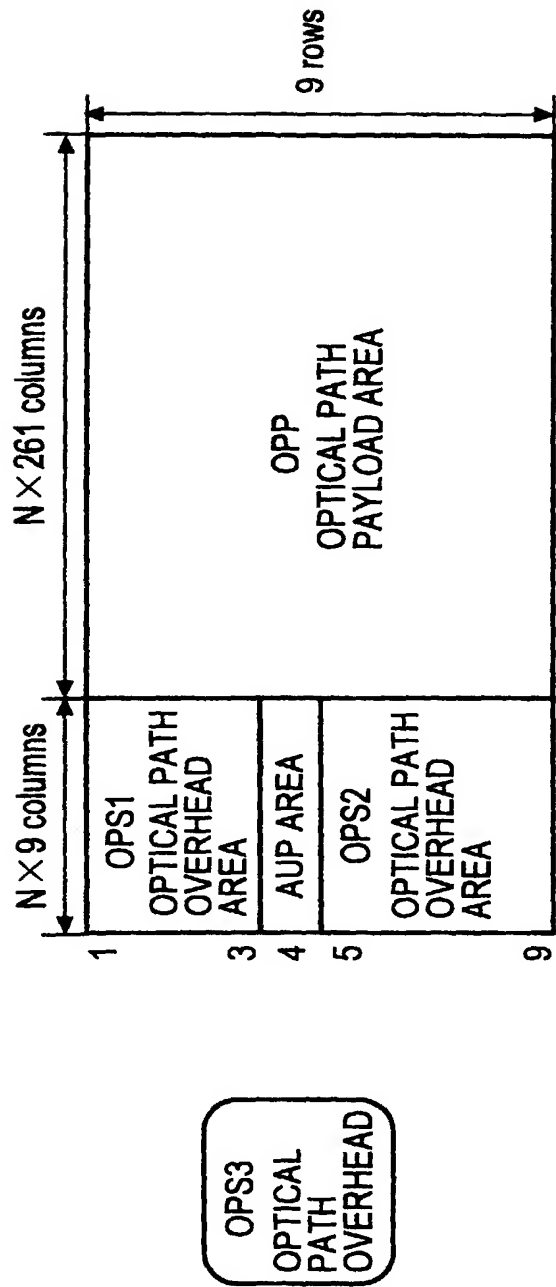 N×9 columns
N×261 columns
9 rows
1
3
4
5
9
OPS1
OPTICAL PATH
OVERHEAD
AREA
AUP AREA
OPS2
OPTICAL PATH
OVERHEAD
AREA
OPP
OPTICAL PATH
PAYLOAD AREA
OPS3
OPTICAL
PATH
OVERHEAD